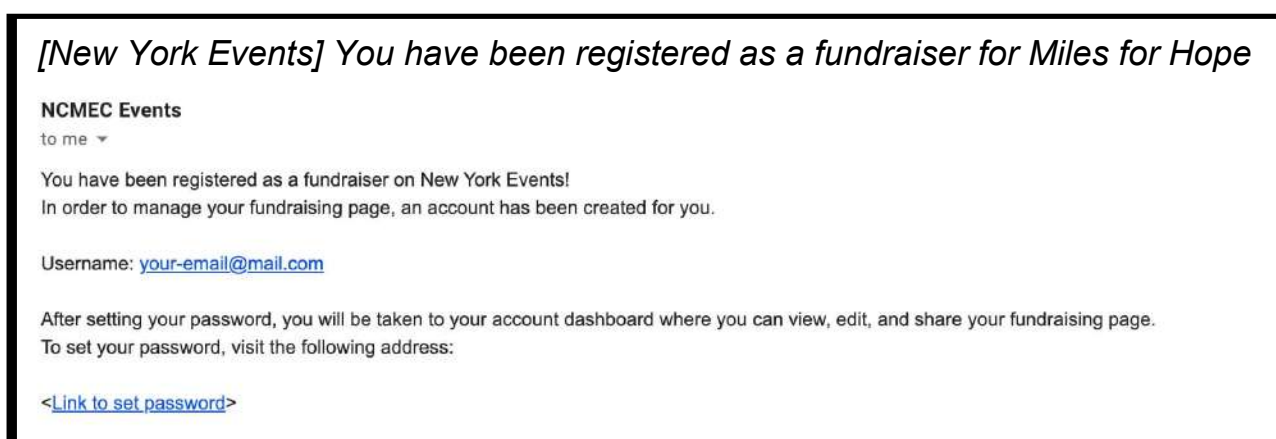 [New York Events] You have been registered as a fundraiser for Miles for Hope
NCMEC Events
to me
You have been registered as a fundraiser on New York Events!
In order to manage your fundraising page, an account has been created for you.
Username: your-email@mail.com
After setting your password, you will be taken to your account dashboard where you can view, edit, and share your fundraising page.
To set your password, visit the following address:
<Link to set password>